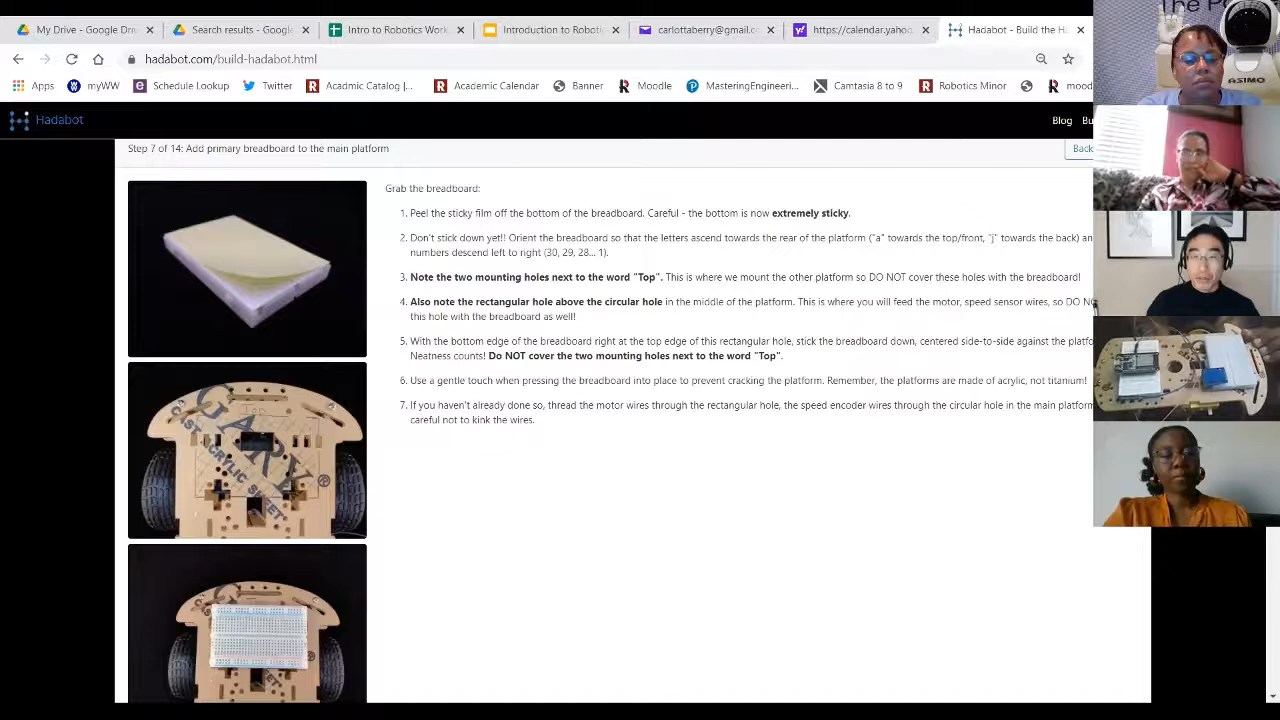 My Drive - Google Driv
Search results - Google
Intro to Robotics Work
Introduction to Roboti
carlottaberry@gmail.c
https://calendar.yahoo.
Hadabot - Build the Ha
hadabot.com/build-hadabot.html
Apps
myWW
Schedule Lookup
Twitter
Acadmic Catalog -...
Academic Calendar...
Banner
Moodle
MasteringEngineeri...
Camtasia 8 to 9
Robotics Minor
mood
Hadabot
Blog
Bu
Back
Grab the breadboard:
1. Peel the sticky film off the bottom of the breadboard. Careful - the bottom is now extremely sticky.
2. Don't stick down yet!! Orient the breadboard so that the letters ascend towards the rear of the platform ("a" towards the top/front, "j" towards the back) an
numbers descend left to right (30, 29, 28... 1).
3. Note the two mounting holes next to the word "Top". This is where we mount the other platform so DO NOT cover these holes with the breadboard!
4. Also note the rectangular hole above the circular hole in the middle of the platform. This is where you will feed the motor, speed sensor wires, so DO NO
this hole with the breadboard as well!
5. With the bottom edge of the breadboard right at the top edge of this rectangular hole, stick the breadboard down, centered side-to-side against the platfo
Neatness counts! Do NOT cover the two mounting holes next to the word "Top".
6. Use a gentle touch when pressing the breadboard into place to prevent cracking the platform. Remember, the platforms are made of acrylic, not titanium!
7. If you haven't already done so, thread the motor wires through the rectangular hole, the speed encoder wires through the circular hole in the main platform
careful not to kink the wires.
Top
ACRYLIC SHEET
The Po
ASIMO